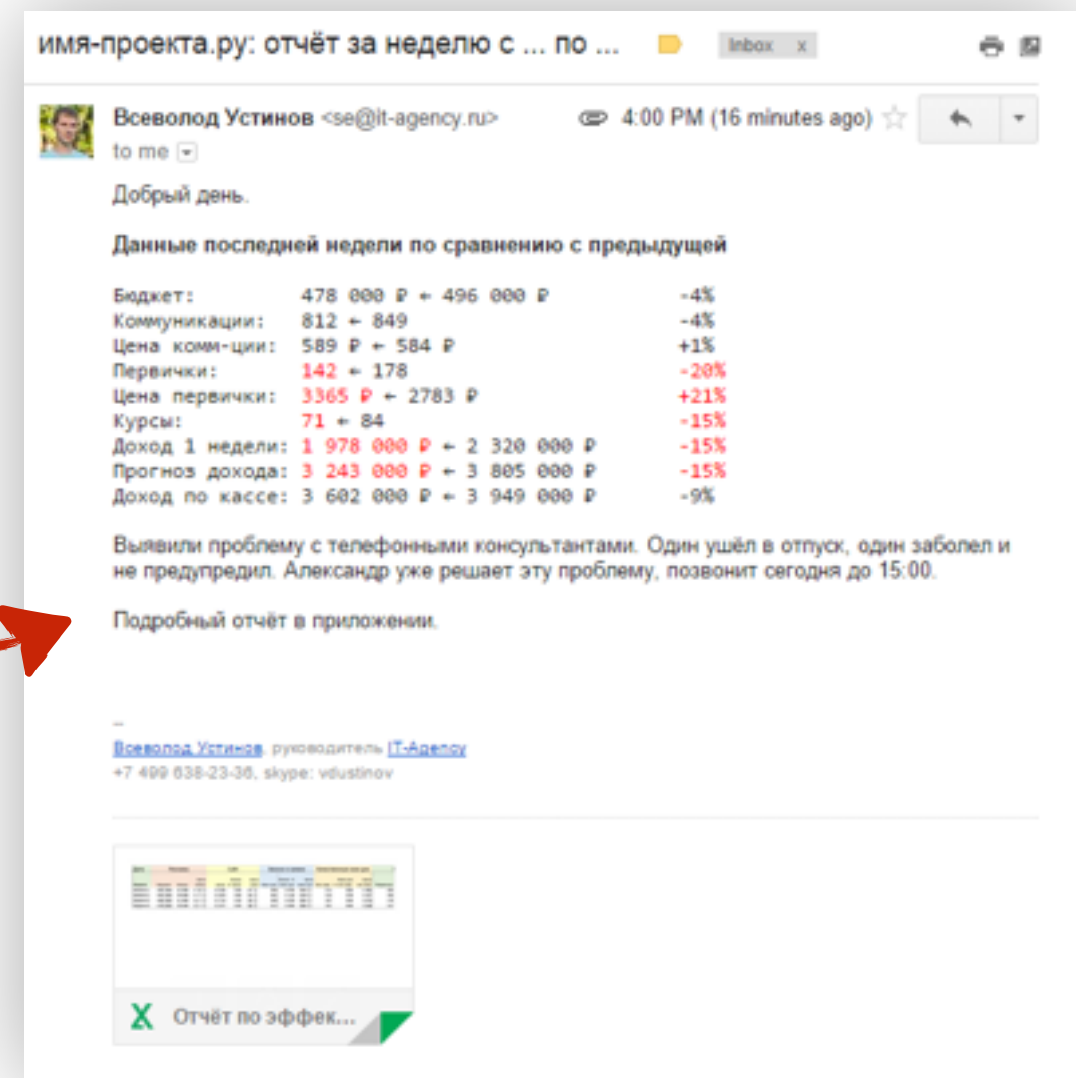 имя-проекта.ру: отчёт за неделю с ... по ... Inbox x
Всеволод Устинов <se@it-agency.ru> 4:00 PM (16 minutes ago)
to me
Добрый день.
Данные последней недели по сравнению с предыдущей
Бюджет: 478 000 ₽ ← 496 000 ₽ -4%
Коммуникации: 812 ← 849 -4%
Цена комм-ции: 589 ₽ ← 584 ₽ +1%
Первички: 142 ← 178 -20%
Цена первички: 3365 ₽ ← 2783 ₽ +21%
Курсы: 71 ← 84 -15%
Доход 1 недели: 1 978 000 ₽ ← 2 320 000 ₽ -15%
Прогноз дохода: 3 243 000 ₽ ← 3 805 000 ₽ -15%
Доход по кассе: 3 602 000 ₽ ← 3 949 000 ₽ -9%
Выявили проблему с телефонными консультантами. Один ушёл в отпуск, один заболел и
не предупредил. Александр уже решает эту проблему, позвонит сегодня до 15:00.
Подробный отчёт в приложении.
--
Всеволод Устинов, руководитель IT-Agency
+7 499 638-23-36, skype: vdustinov
Отчёт по эффек...